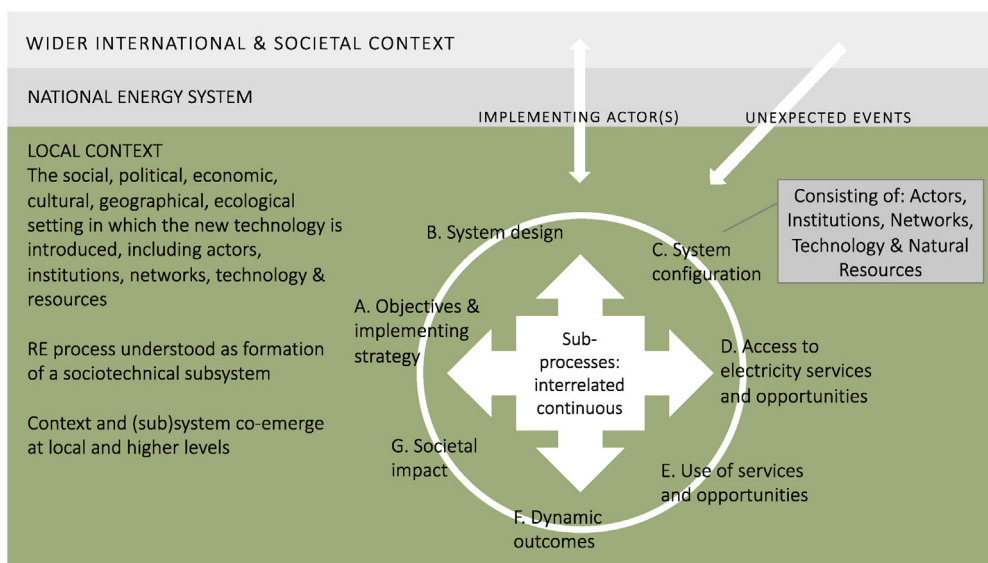 WIDER INTERNATIONAL & SOCIETAL CONTEXT
NATIONAL ENERGY SYSTEM
IMPLEMENTING ACTOR(S)
UNEXPECTED EVENTS
LOCAL CONTEXT
The social, political, economic,
cultural, geographical, ecological
setting in which the new technology is
introduced, including actors,
institutions, networks, technology &
resources
RE process understood as formation
of a sociotechnical subsystem
Context and (sub)system co-emerge
at local and higher levels
Consisting of: Actors,
Institutions, Networks,
Technology & Natural
Resources
A. Objectives &
implementing
strategy
B. System design
C. System
configuration
D. Access to
electricity services
and opportunities
E. Use of services
and opportunities
F. Dynamic
outcomes
G. Societal
impact
Sub-
processes:
interrelated
continuous